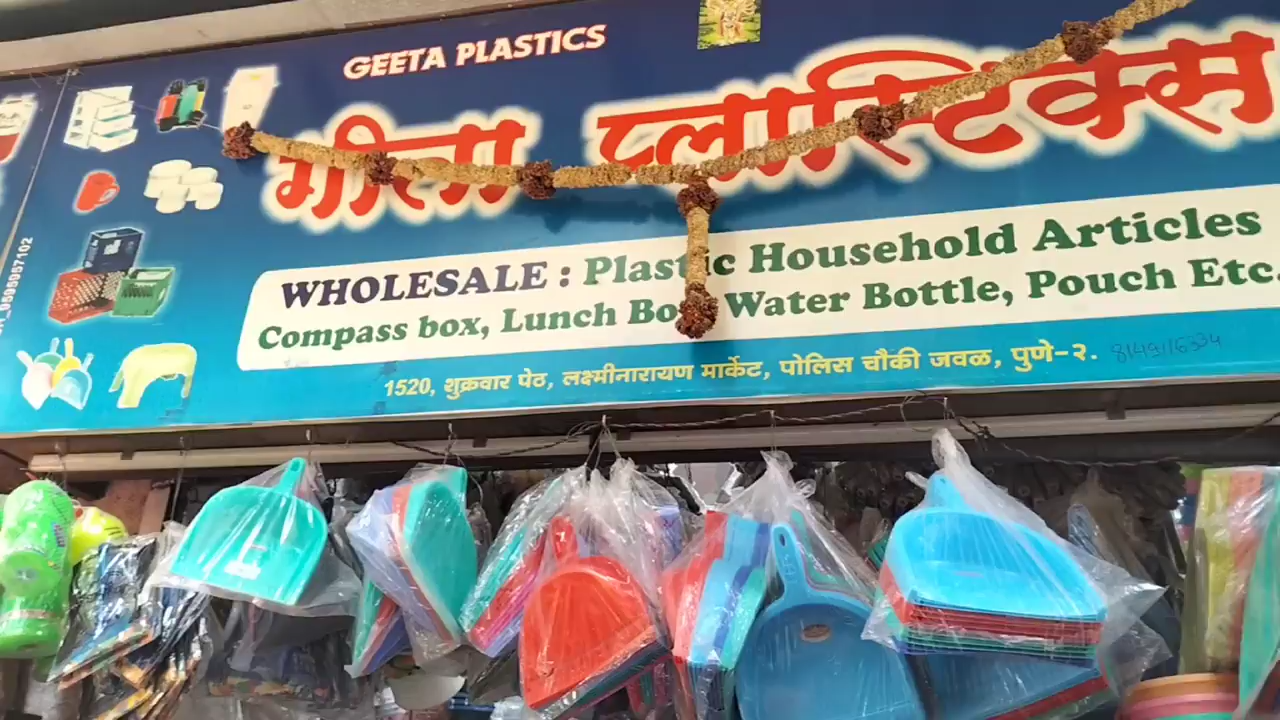 GEETA PLASTICS
गीता प्लास्टिक्स
WHOLESALE : Plastic Household Articles
Compass box, Lunch Box, Water Bottle, Pouch Etc.
1520, शुक्रवार पेठ, लक्ष्मीनारायण मार्केट, पोलिस चौकी जवळ, पुणे-२.